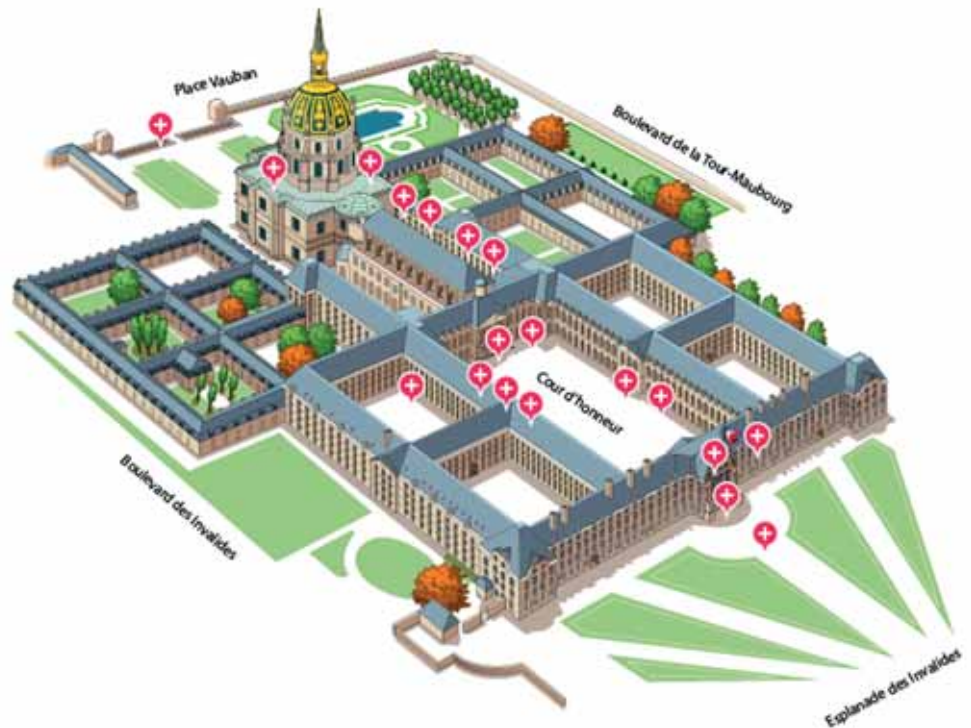 Place Vauban
Boulevard de la Tour-Maubourg
Cour d'honneur
Boulevard des Invalides
Esplanade des Invalides